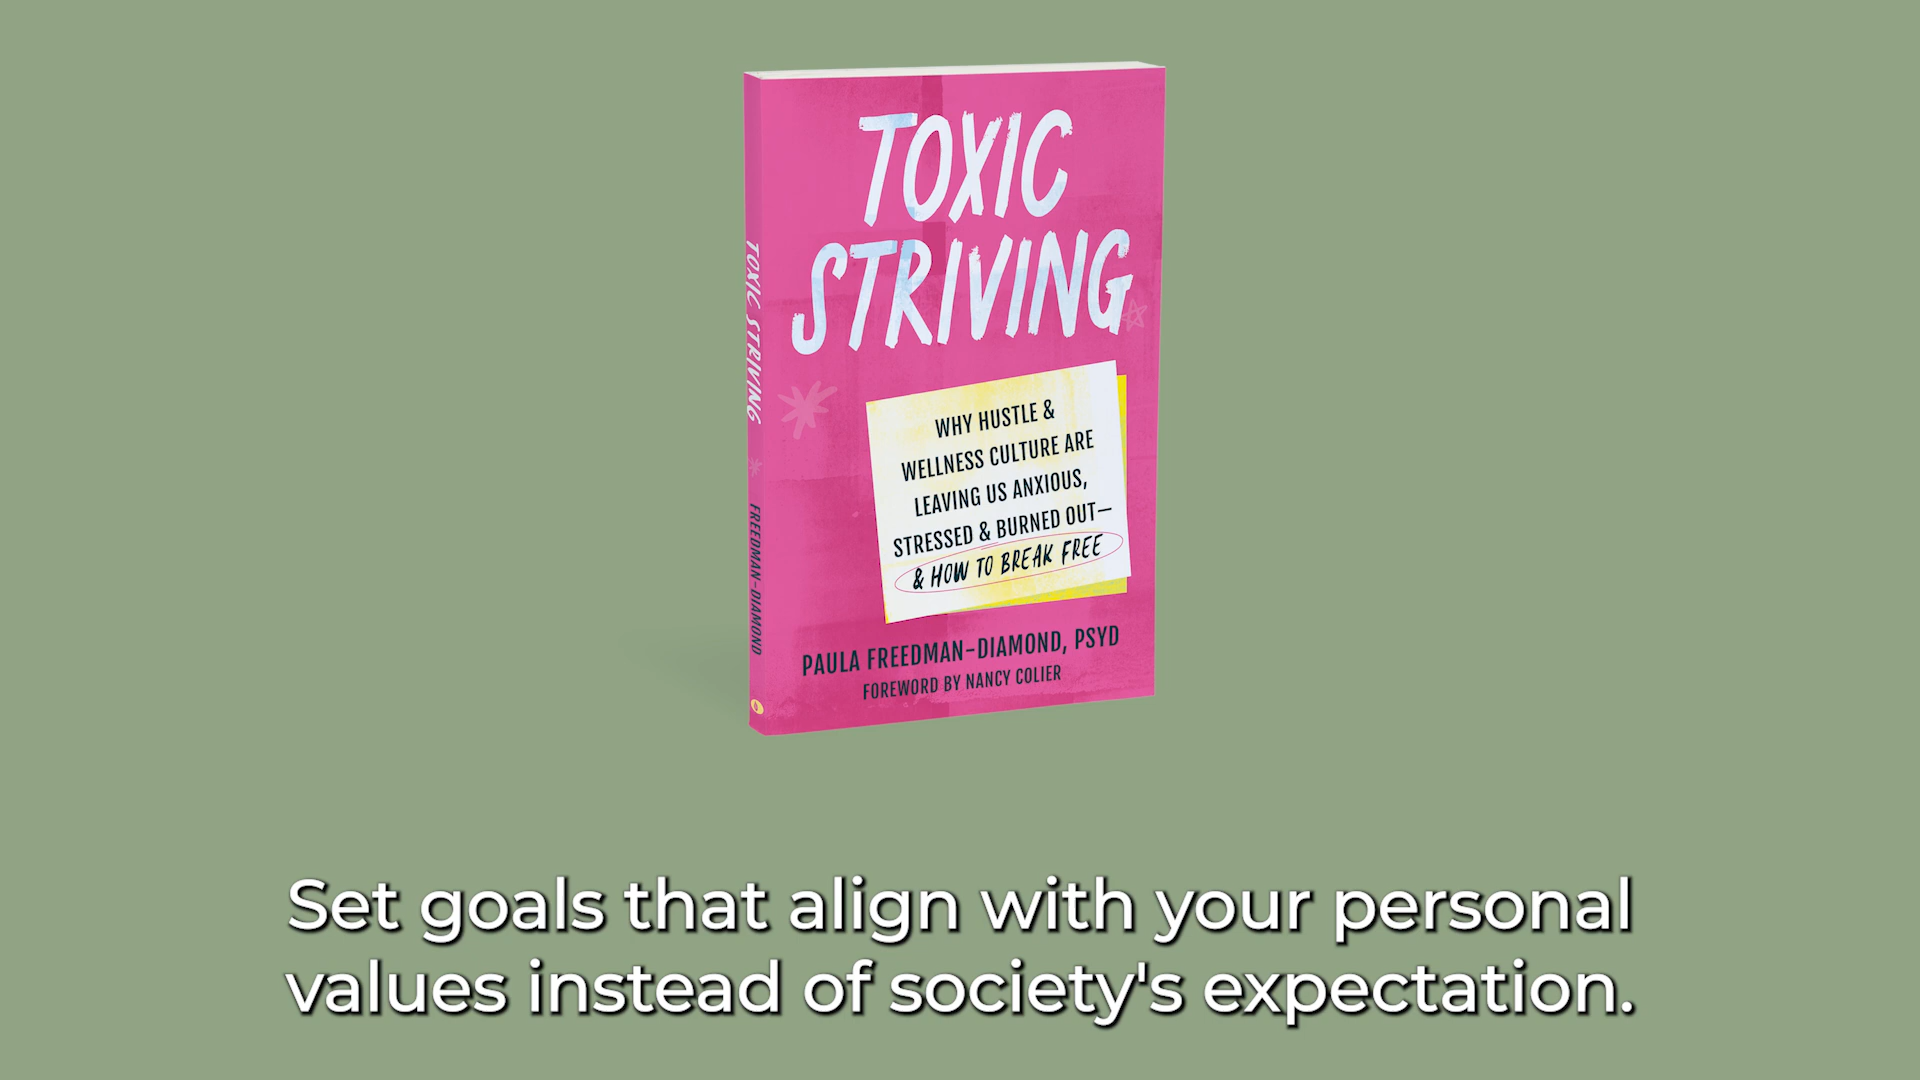 TOXIC
STRIVING
WHY HUSTLE &
WELLNESS CULTURE ARE
LEAVING US ANXIOUS,
STRESSED & BURNED OUT—
& HOW TO BREAK FREE
PAULA FREEDMAN-DIAMOND, PSYD
FOREWORD BY NANCY COLIER
TOXIC STRIVING
FREEDMAN-DIAMOND
Set goals that align with your personal
values instead of society's expectation.